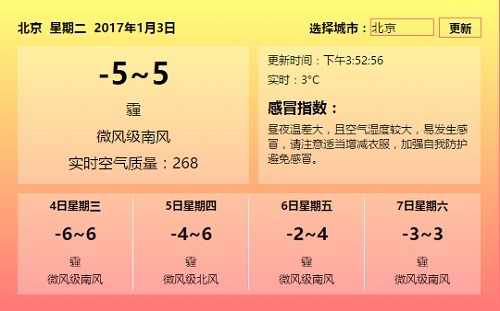 北京 星期二 2017年1月3日
选择城市：北京 更新
-5~5
霾
微风级南风
实时空气质量：268
更新时间：下午3:52:56
实时：3°C
感冒指数：
昼夜温差大，且空气湿度较大，易发生感
冒，请注意适当增减衣服，加强自我防护
避免感冒。
4日星期三
-6~6
霾
微风级南风
5日星期四
-4~6
霾
微风级北风
6日星期五
-2~4
霾
微风级南风
7日星期六
-3~3
霾
微风级南风